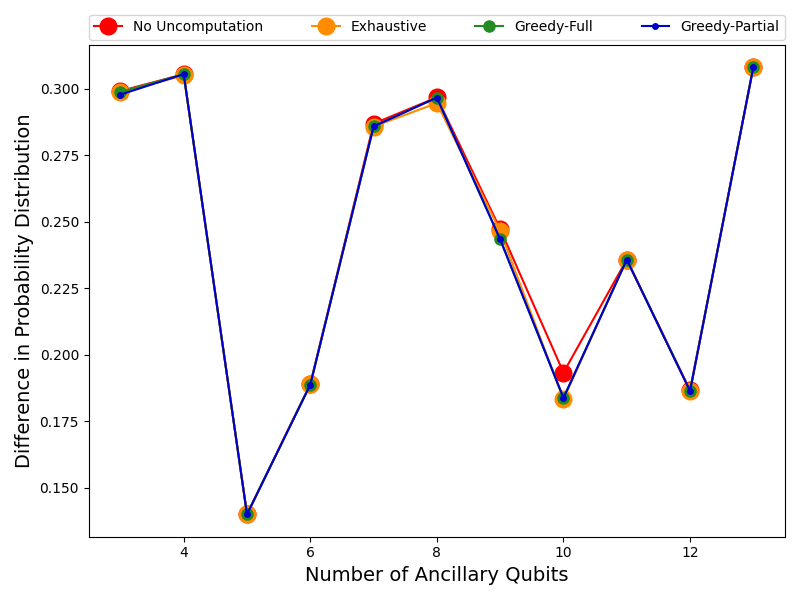 No Uncomputation Exhaustive Greedy-Full Greedy-Partial
0.300
0.275
0.250
0.225
0.200
0.175
0.150
Difference in Probability Distribution
4 6 8 10 12
Number of Ancillary Qubits